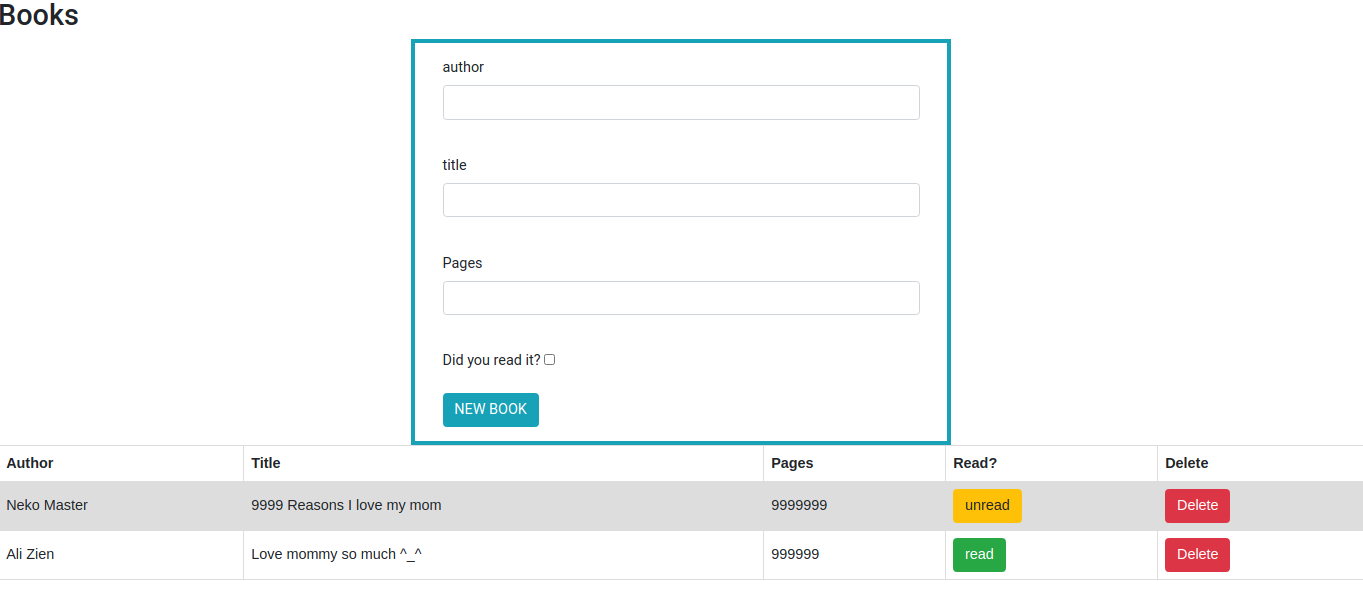 Books
author
title
Pages
Did you read it?
NEW BOOK
Author Title Pages Read? Delete
Neko Master 9999 Reasons I love my mom 9999999 unread Delete
Ali Zien Love mommy so much ^_^ 999999 read Delete